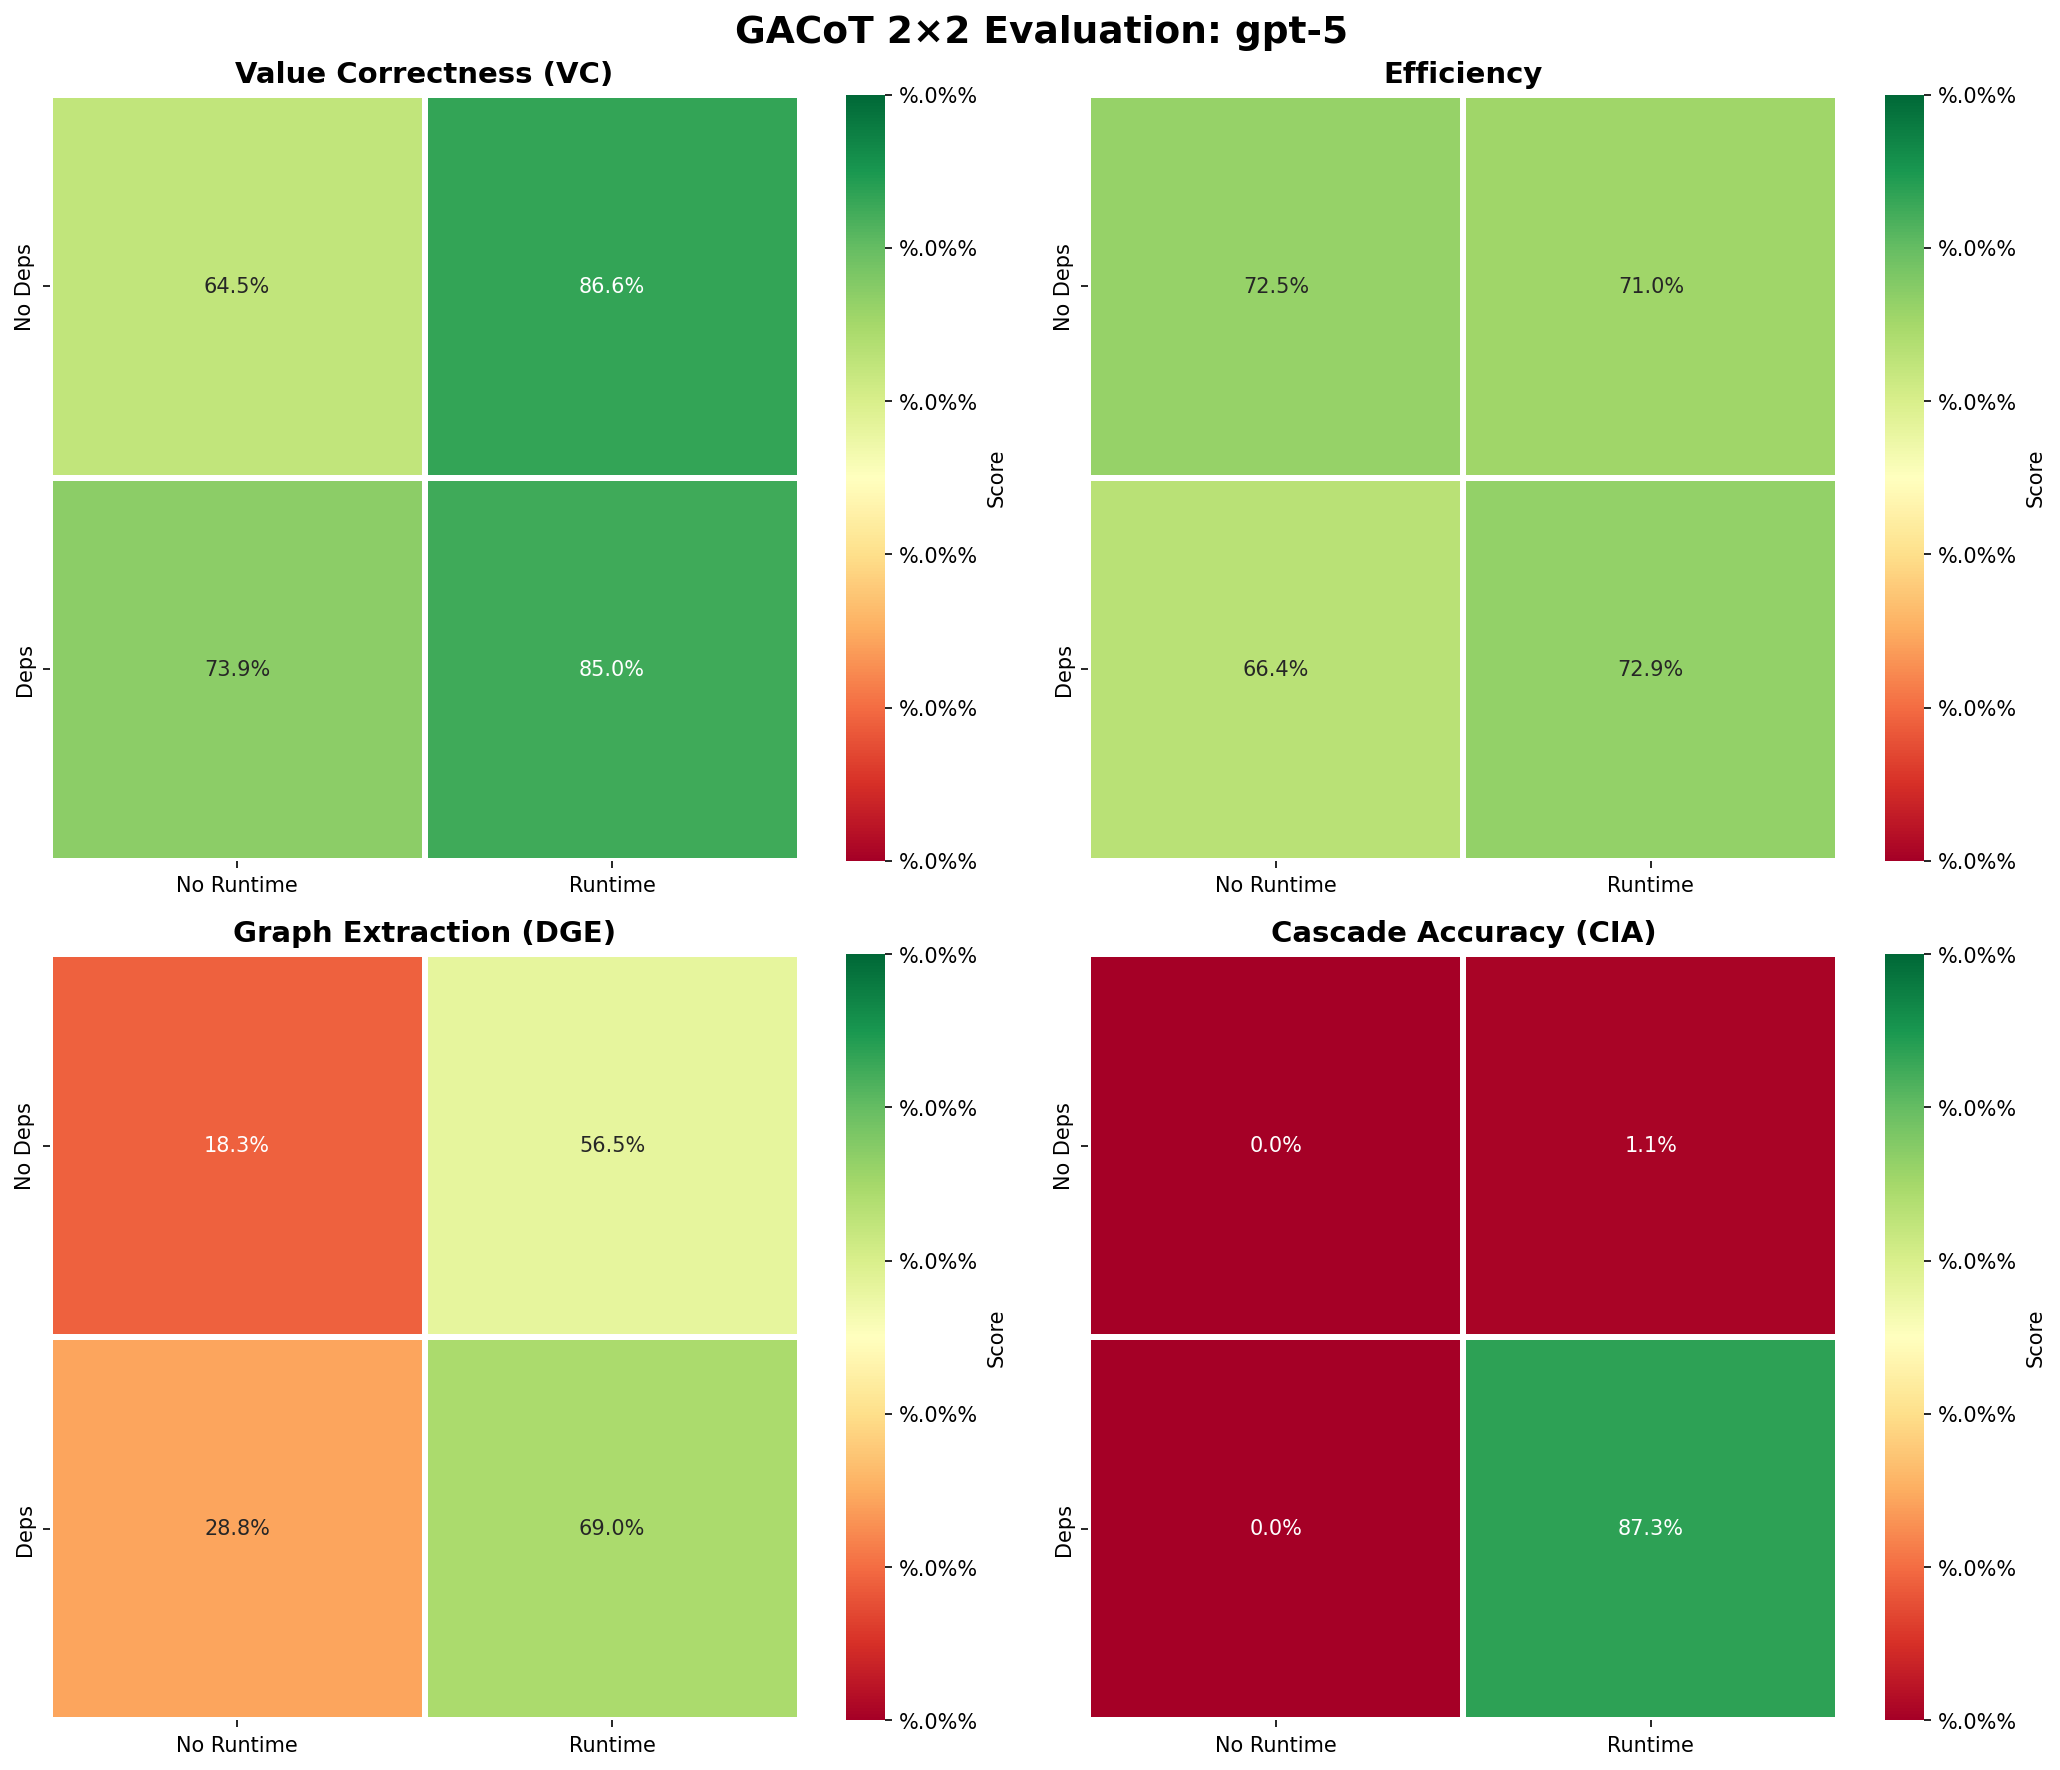 GACoT 2×2 Evaluation: gpt-5
Value Correctness (VC)
No Deps
Deps
64.5%
86.6%
73.9%
85.0%
No Runtime
Runtime
%.0%%
%.0%%
%.0%%
%.0%%
%.0%%
%.0%%
Score
Efficiency
No Deps
Deps
72.5%
71.0%
66.4%
72.9%
No Runtime
Runtime
%.0%%
%.0%%
%.0%%
%.0%%
%.0%%
%.0%%
Score
Graph Extraction (DGE)
No Deps
Deps
18.3%
56.5%
28.8%
69.0%
No Runtime
Runtime
%.0%%
%.0%%
%.0%%
%.0%%
%.0%%
%.0%%
Score
Cascade Accuracy (CIA)
No Deps
Deps
0.0%
1.1%
0.0%
87.3%
No Runtime
Runtime
%.0%%
%.0%%
%.0%%
%.0%%
%.0%%
%.0%%
Score